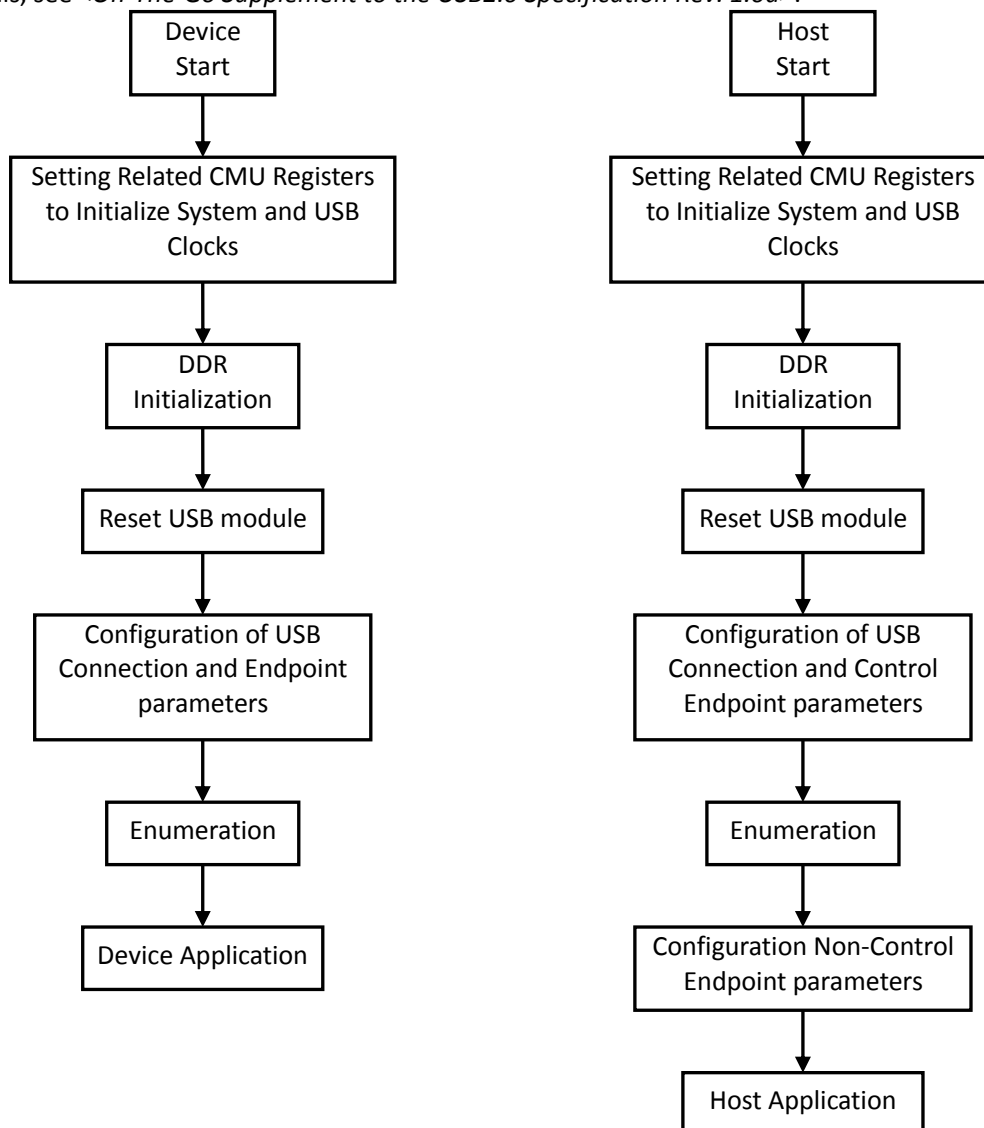 Device
Start
Setting Related CMU Registers
to Initialize System and USB
Clocks
DDR
Initialization
Reset USB module
Configuration of USB
Connection and Endpoint
parameters
Enumeration
Device Application
Host
Start
Setting Related CMU Registers
to Initialize System and USB
Clocks
DDR
Initialization
Reset USB module
Configuration of USB
Connection and Control
Endpoint parameters
Enumeration
Configuration Non-Control
Endpoint parameters
Host Application